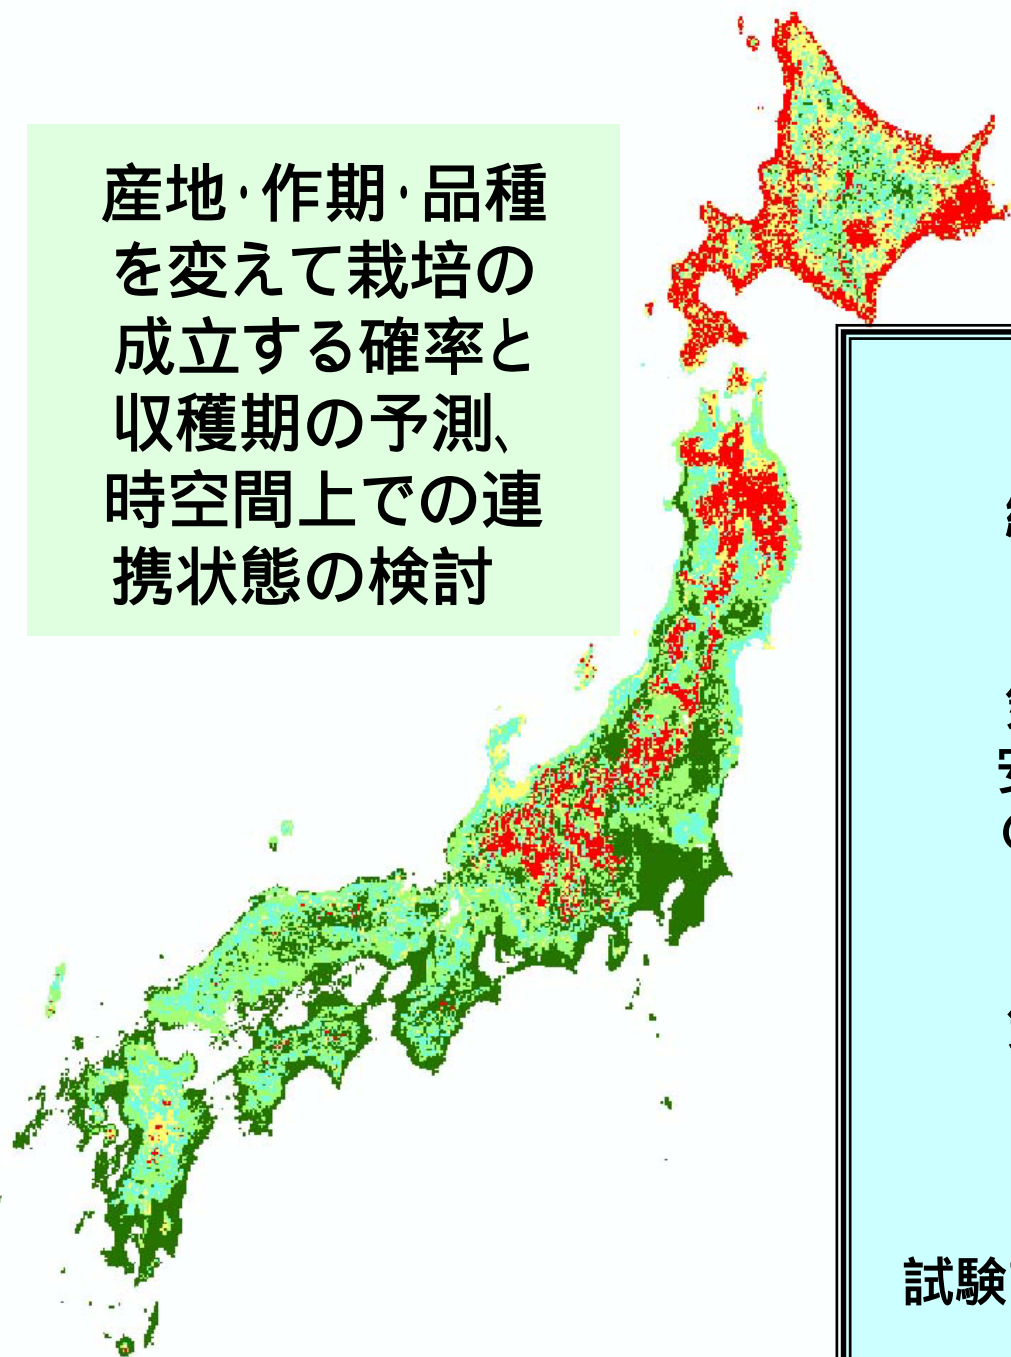 産地・作期・品種
を変えて栽培の
成立する確率と
収穫期の予測、
時空間上での連
携状態の検討
安
の
試験